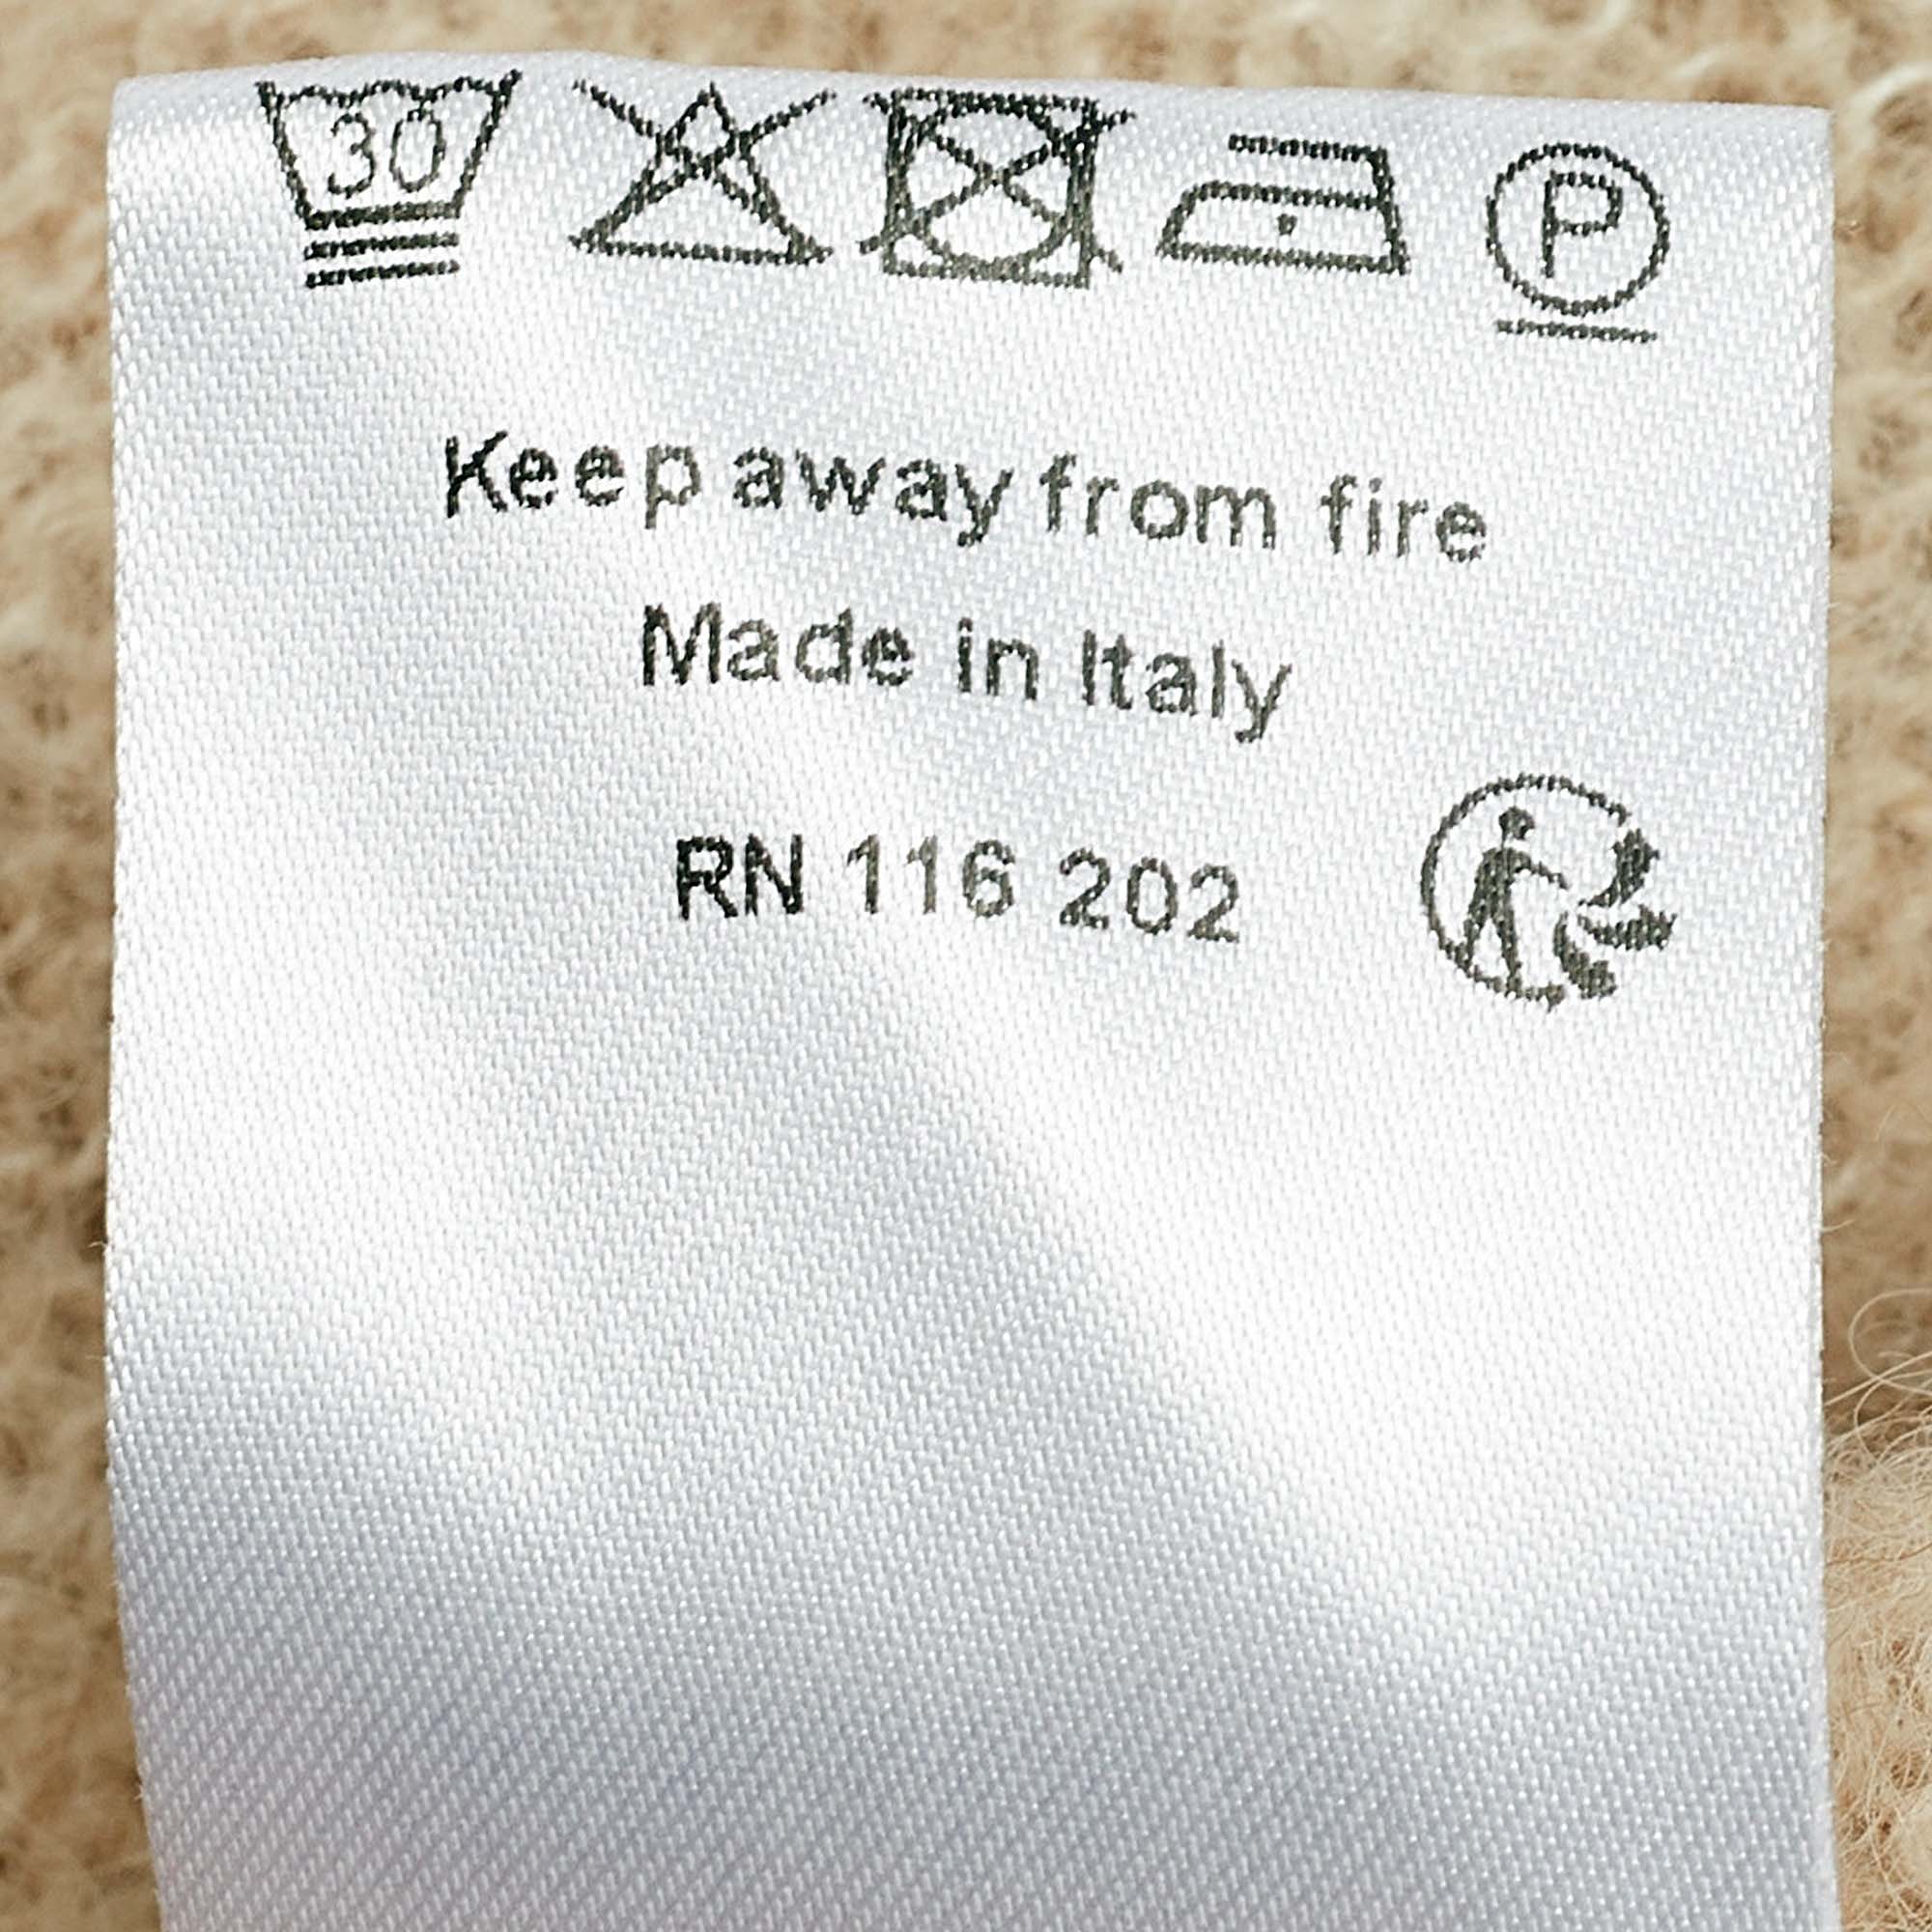 30
P
Keep away from fire
Made in Italy
RN 116 202